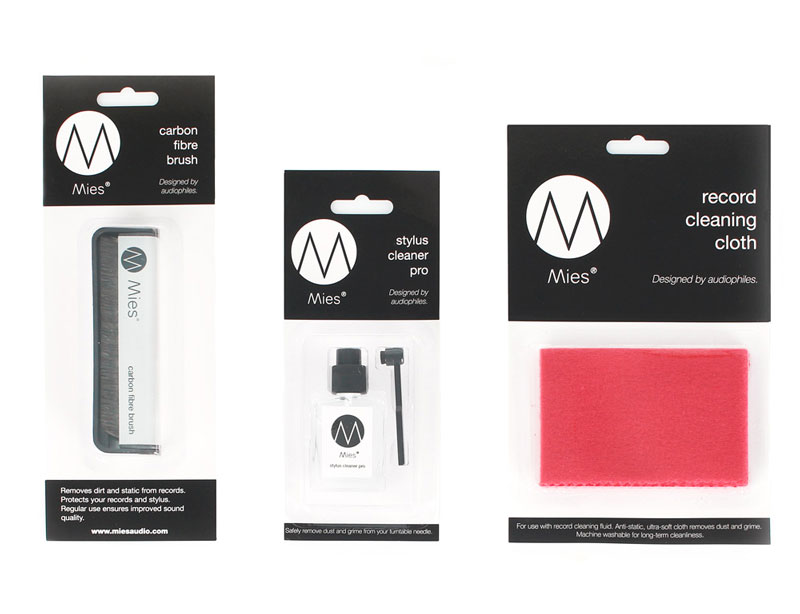 carbon
fibre
brush
Mies®
Designed by
audiophiles.
Mies®
carbon fibre brush
Removes dirt and static from records.
Protects your records and stylus.
Regular use ensures improved sound
quality.
www.miesaudio.com
stylus
cleaner
pro
Mies®
Designed by
audiophiles.
Mies®
stylus cleaner pro
Safely remove dust and grime from your turntable needle.
record
cleaning
cloth
Mies®
Designed by audiophiles.
For use with record cleaning fluid. Anti-static, ultra-soft cloth removes dust and grime.
Machine washable for long-term cleanliness.